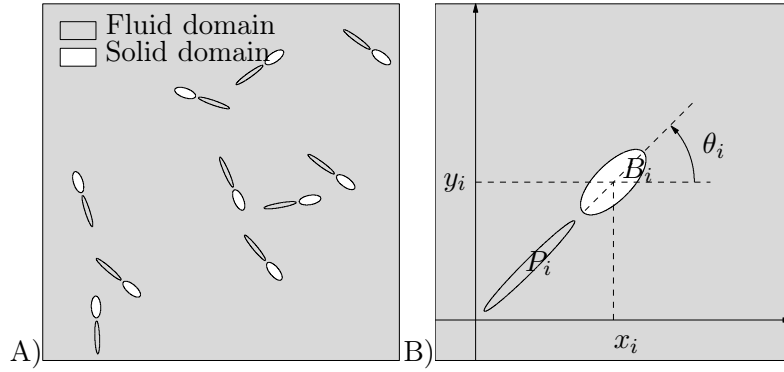 Fluid domain
Solid domain
A)
B)
θ_i
B_i
y_i
P_i
x_i